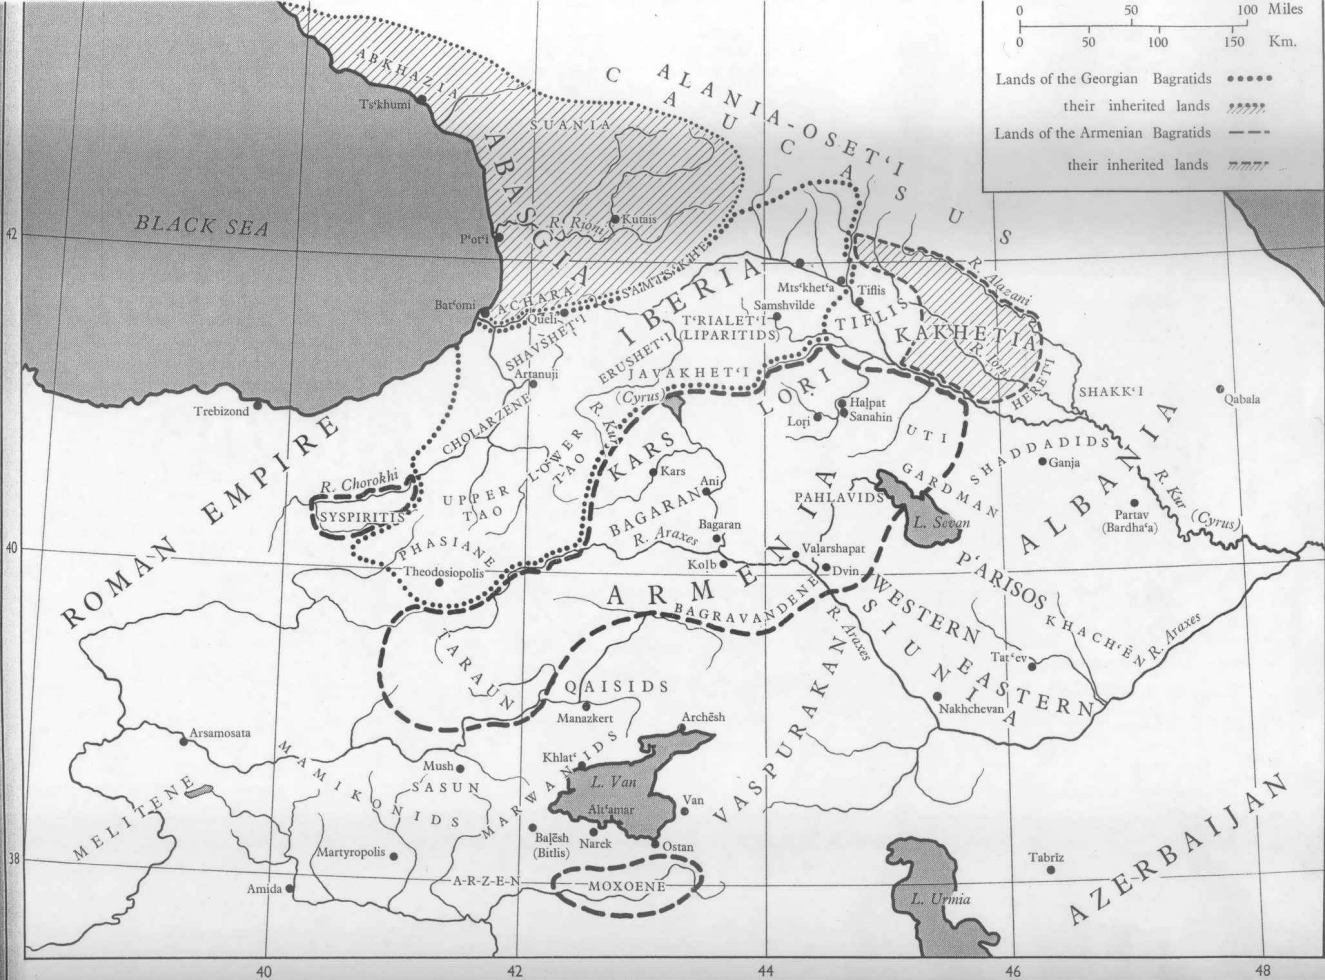 0 50 100 Miles
0 50 100 150 Km.
Lands of the Georgian Bagratids
their inherited lands
Lands of the Armenian Bagratids
their inherited lands
ABKHAZIA
Ts‘khumi
SUANIA
ALANIA-OSET‘I
CAUCASUS
ABASGIA
BLACK SEA
42
P‘ot‘i
R. Rioni
Kutais
SAMTS‘KHE
IBERIA
Bat‘omi
ACHARA
Queli
SHAVSHET‘I
Mts‘khet‘a
Tiflis
Samshvilde
T‘RIALET‘I
(LIPARITIDS)
TIFLIS
KAKHETIA
R. Alazani
R. Iori
HERET‘I
SHAKK‘I
Qabala
ERUSHET‘I
JAVAKHET‘I
Artanuji
CHOLARZENE
R. Kur
(Cyrus)
Trebizond
LORI
Halpat
Sanahin
Lori
UTI
GARDMAN
SHADDADIDS
Ganja
ALBANIA
R. Kur (Cyrus)
Partav
(Bardha‘a)
ROMAN EMPIRE
R. Chorokhi
SYSPIRITIS
UPPER
TAO
LOWER
TAO
KARS
Kars
Ani
BAGARAN
Bagaran
R. Araxes
Kolb
PAHLAVIDS
L. Sevan
40
PHASIANE
Theodosiopolis
Valarshapat
Dvin
ARMENIA
BAGRAVANDENE
R. Araxes
P‘ARISOS
KHACH‘ĒN
R. Araxes
WESTERN
SIUNIA
EASTERN
Tat‘ev
Nakhchevan
TARAUN
QAISIDS
Manazkert
Archēsh
VASPURAKAN
Arsamosata
MAMIKONIDS
Mush
SASUN
MARWANIDS
Khlat‘
L. Van
Van
Alt‘amar
MELITENE
Martyropolis
Balēsh
(Bitlis)
Narek
Ostan
38
Amida
A-R-Z-E-N
MOXOENE
L. Urmia
Tabrīz
AZERBAIJAN
40 42 44 46 48